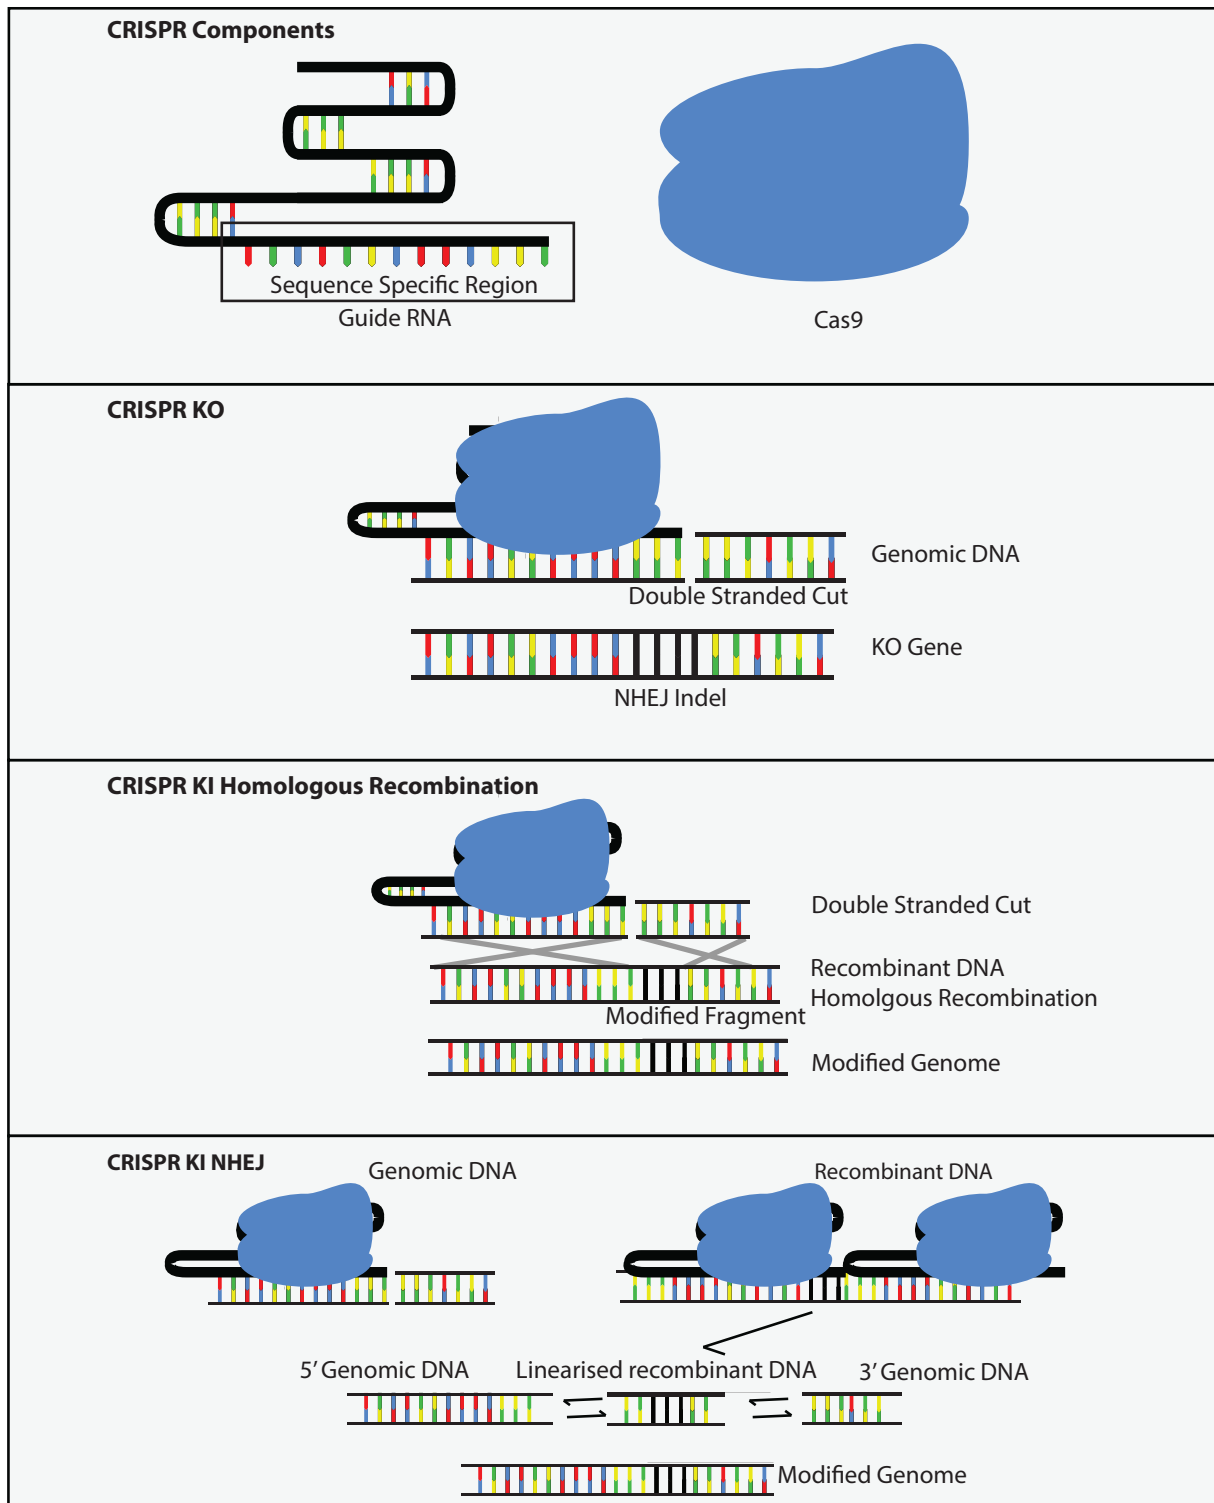 CRISPR Components
Sequence Specific Region
Guide RNA
Cas9
CRISPR KO
Genomic DNA
Double Stranded Cut
KO Gene
NHEJ Indel
CRISPR KI Homologous Recombination
Double Stranded Cut
Recombinant DNA
Homolgous Recombination
Modified Fragment
Modified Genome
CRISPR KI NHEJ
Genomic DNA
Recombinant DNA
5' Genomic DNA
Linearised recombinant DNA
3' Genomic DNA
Modified Genome